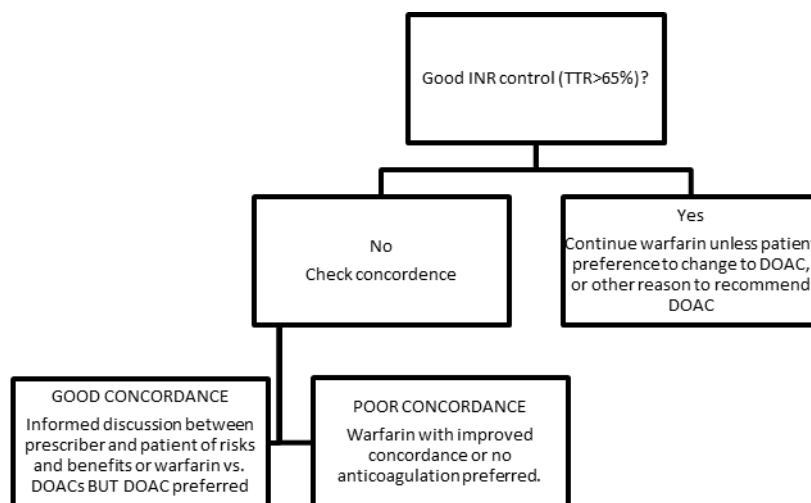 Good INR control (TTR>65%)?
No
Check concordence
Yes
Continue warfarin unless patient
preference to change to DOAC,
or other reason to recommend
DOAC
GOOD CONCORDANCE
Informed discussion between
prescriber and patient of risks
and benefits or warfarin vs.
DOACs BUT DOAC preferred
POOR CONCORDANCE
Warfarin with improved
concordance or no
anticoagulation preferred.